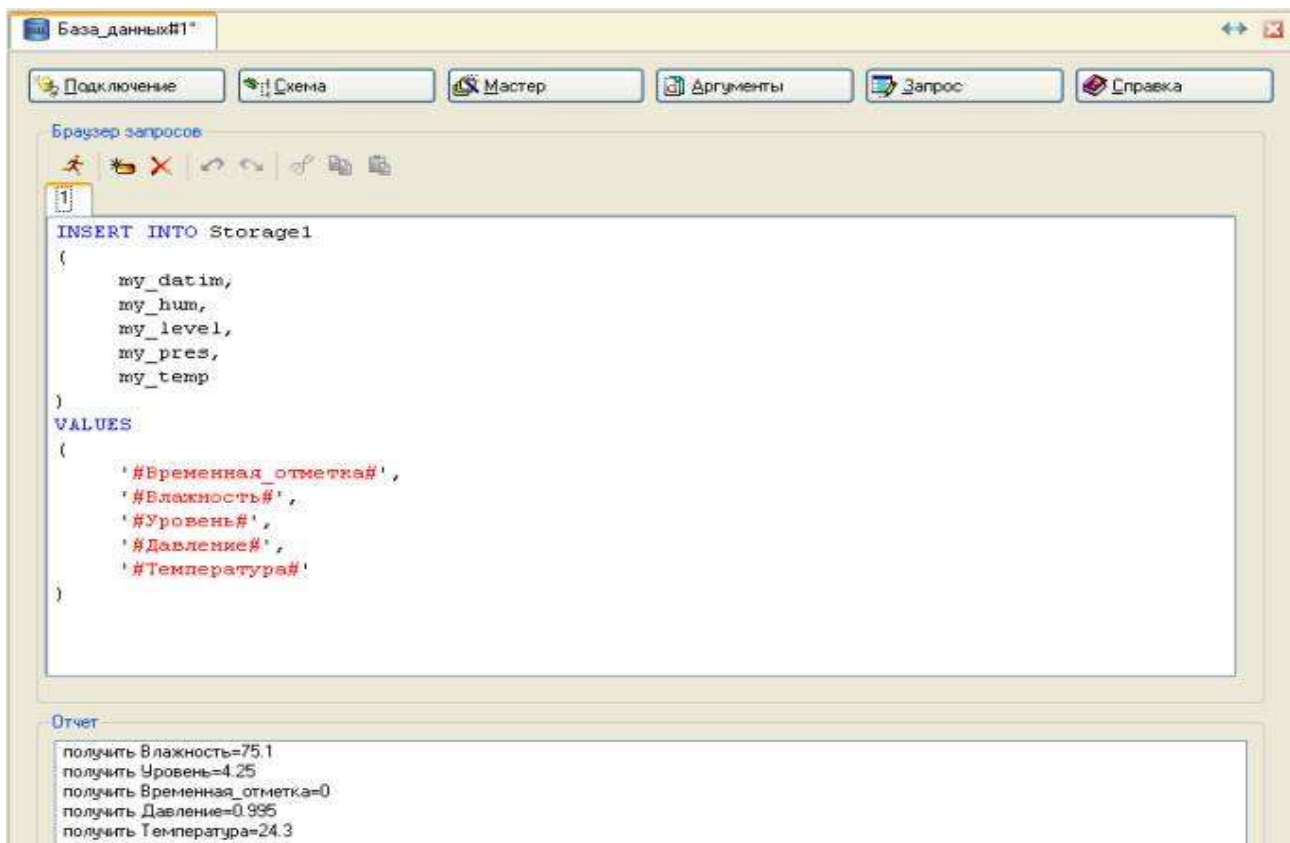 База_данных#1*
Подключение Схема Мастер Аргументы Запрос Справка
Браузер запросов
1
INSERT INTO Storage1
(
my_datim,
my_hum,
my_level,
my_pres,
my_temp
)
VALUES
(
'#Временная_отметка#',
'#Влажность#',
'#Уровень#',
'#Давление#',
'#Температура#'
)
Отчет
получить Влажность=75.1
получить Уровень=4.25
получить Временная_отметка=0
получить Давление=0.995
получить Температура=24.3